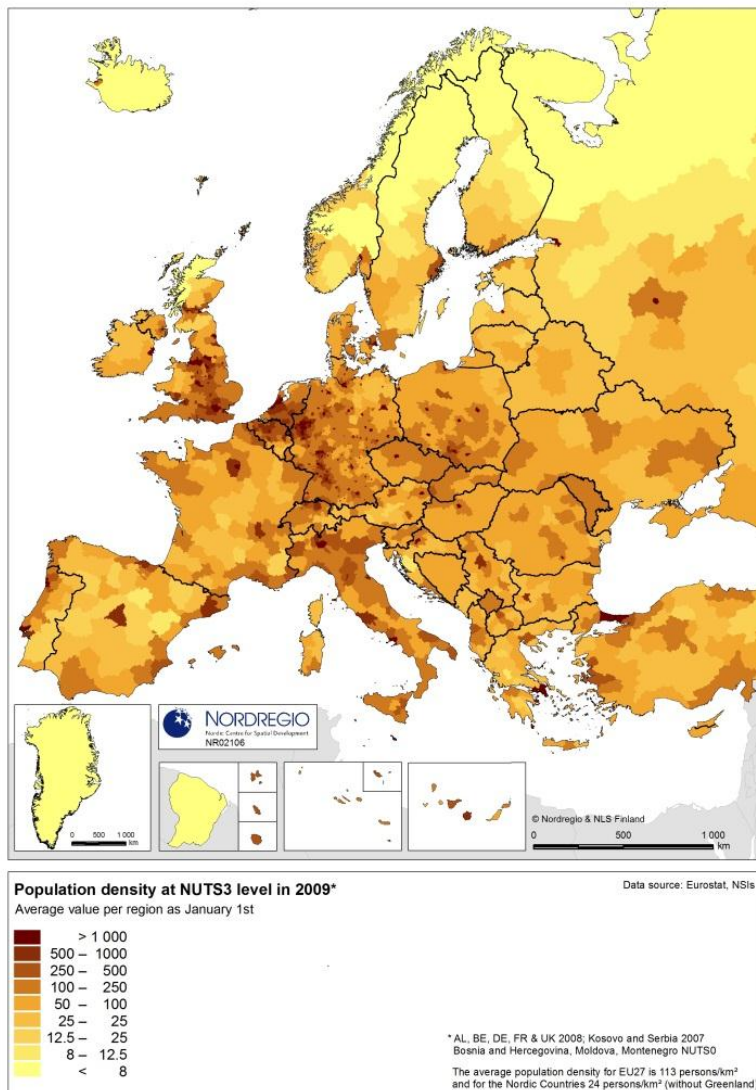 NORDREGIO
Nordic Centre for Spatial Development
NR02106
0 500 1 000
km
© Nordregio & NLS Finland
0 500 1 000
km
Population density at NUTS3 level in 2009*
Average value per region as January 1st
Data source: Eurostat, NSIs
> 1 000
500 – 1000
250 – 500
100 – 250
50 – 100
25 – 25
12.5 – 25
8 – 12.5
< 8
* AL, BE, DE, FR & UK 2008; Kosovo and Serbia 2007
Bosnia and Hercegovina, Moldova, Montenegro NUTS0
The average population density for EU27 is 113 persons/km²
and for the Nordic Countries 24 persons/km² (without Greenland)